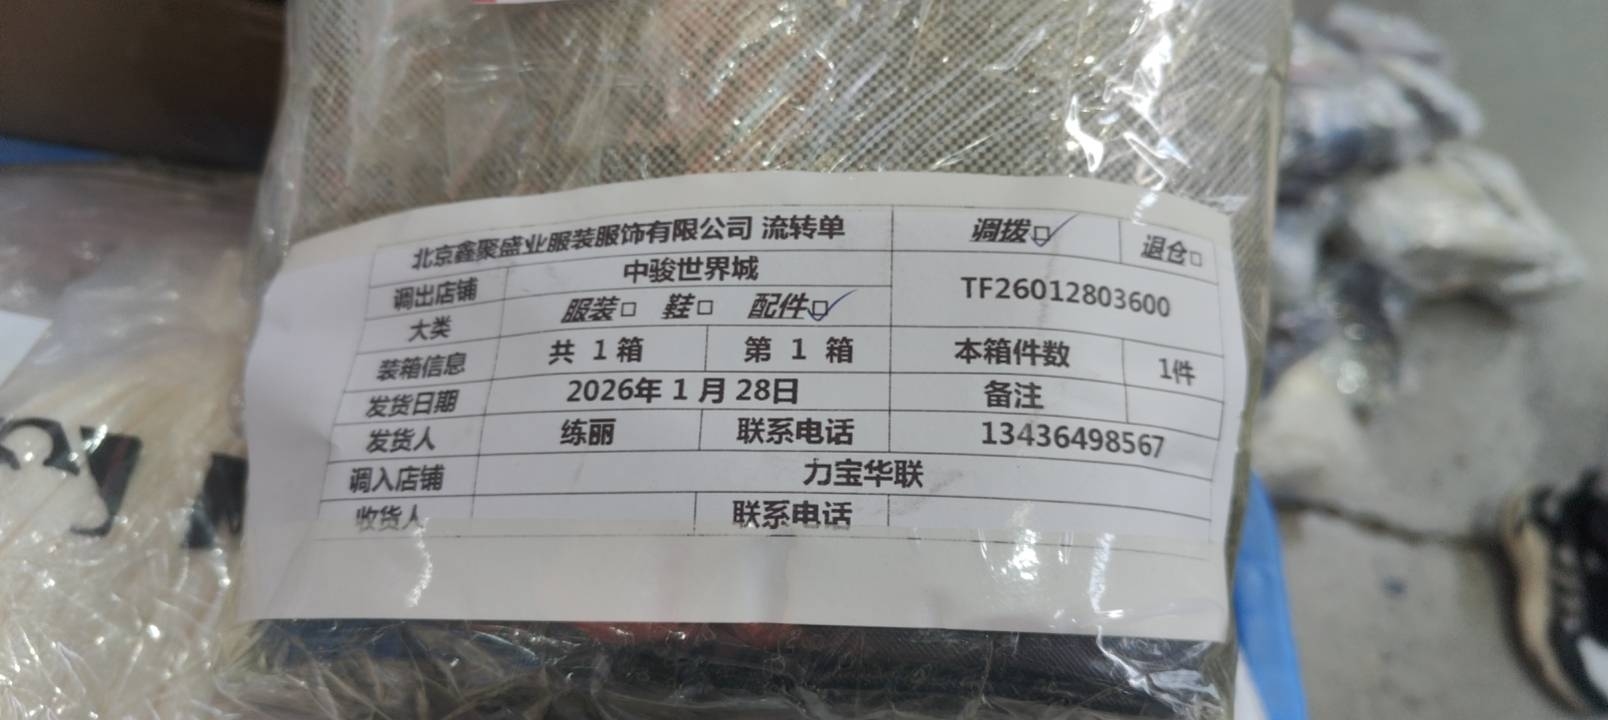 北京鑫聚盛业服装服饰有限公司 流转单 调拨☑ 退仓□
调出店铺 中骏世界城 TF26012803600
大类 服装□ 鞋□ 配件☑
装箱信息 共 1 箱 第 1 箱 本箱件数 1件
发货日期 2026年 1 月 28日 备注
发货人 练丽 联系电话 13436498567
调入店铺 力宝华联
收货人 联系电话